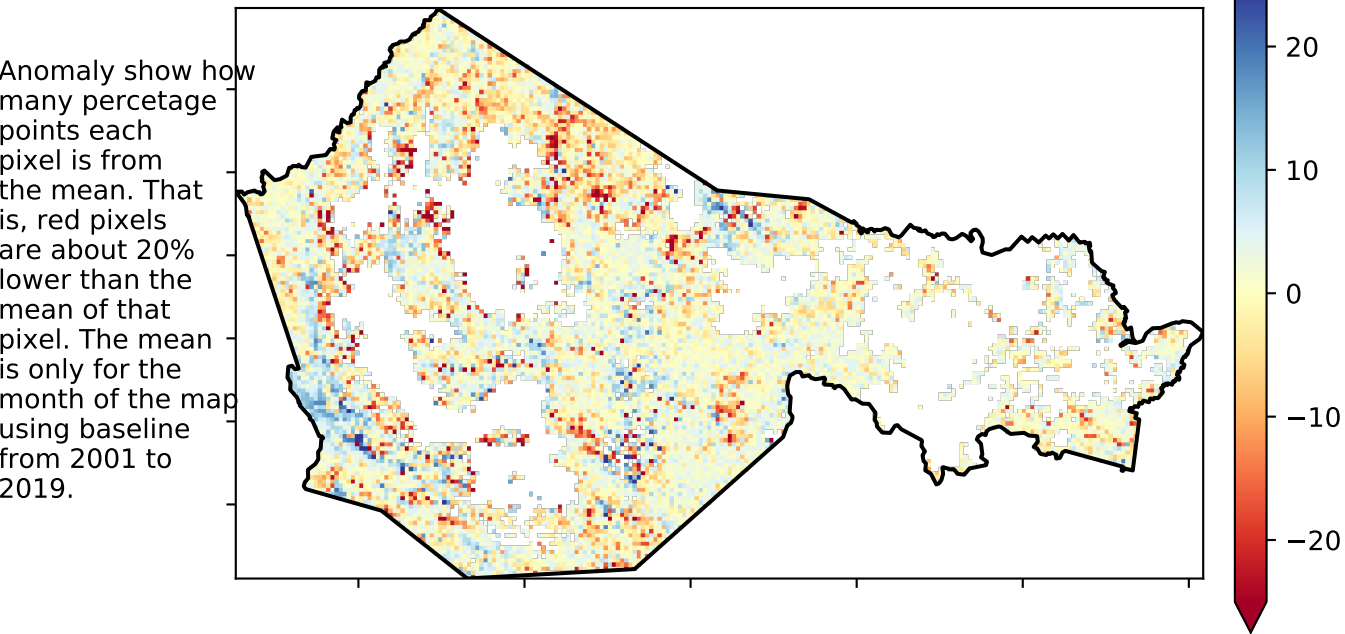 Anomaly show how
many percetage
points each
pixel is from
the mean. That
is, red pixels
are about 20%
lower than the
mean of that
pixel. The mean
is only for the
month of the map
using baseline
from 2001 to
2019.
20
10
0
−10
−20